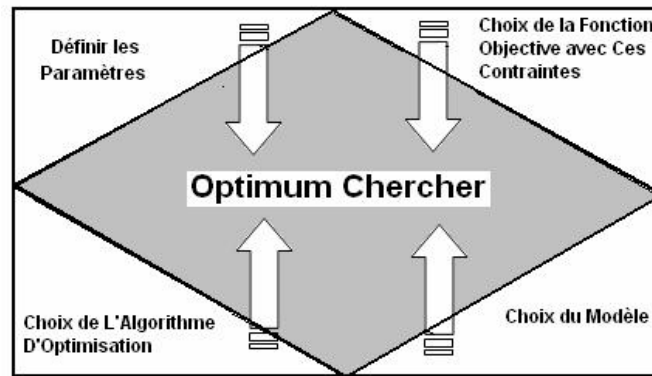 Définir les
Paramètres
Choix de la Fonction
Objective avec Ces
Contraintes
Optimum Chercher
Choix de L'Algorithme
D'Optimisation
Choix du Modèle